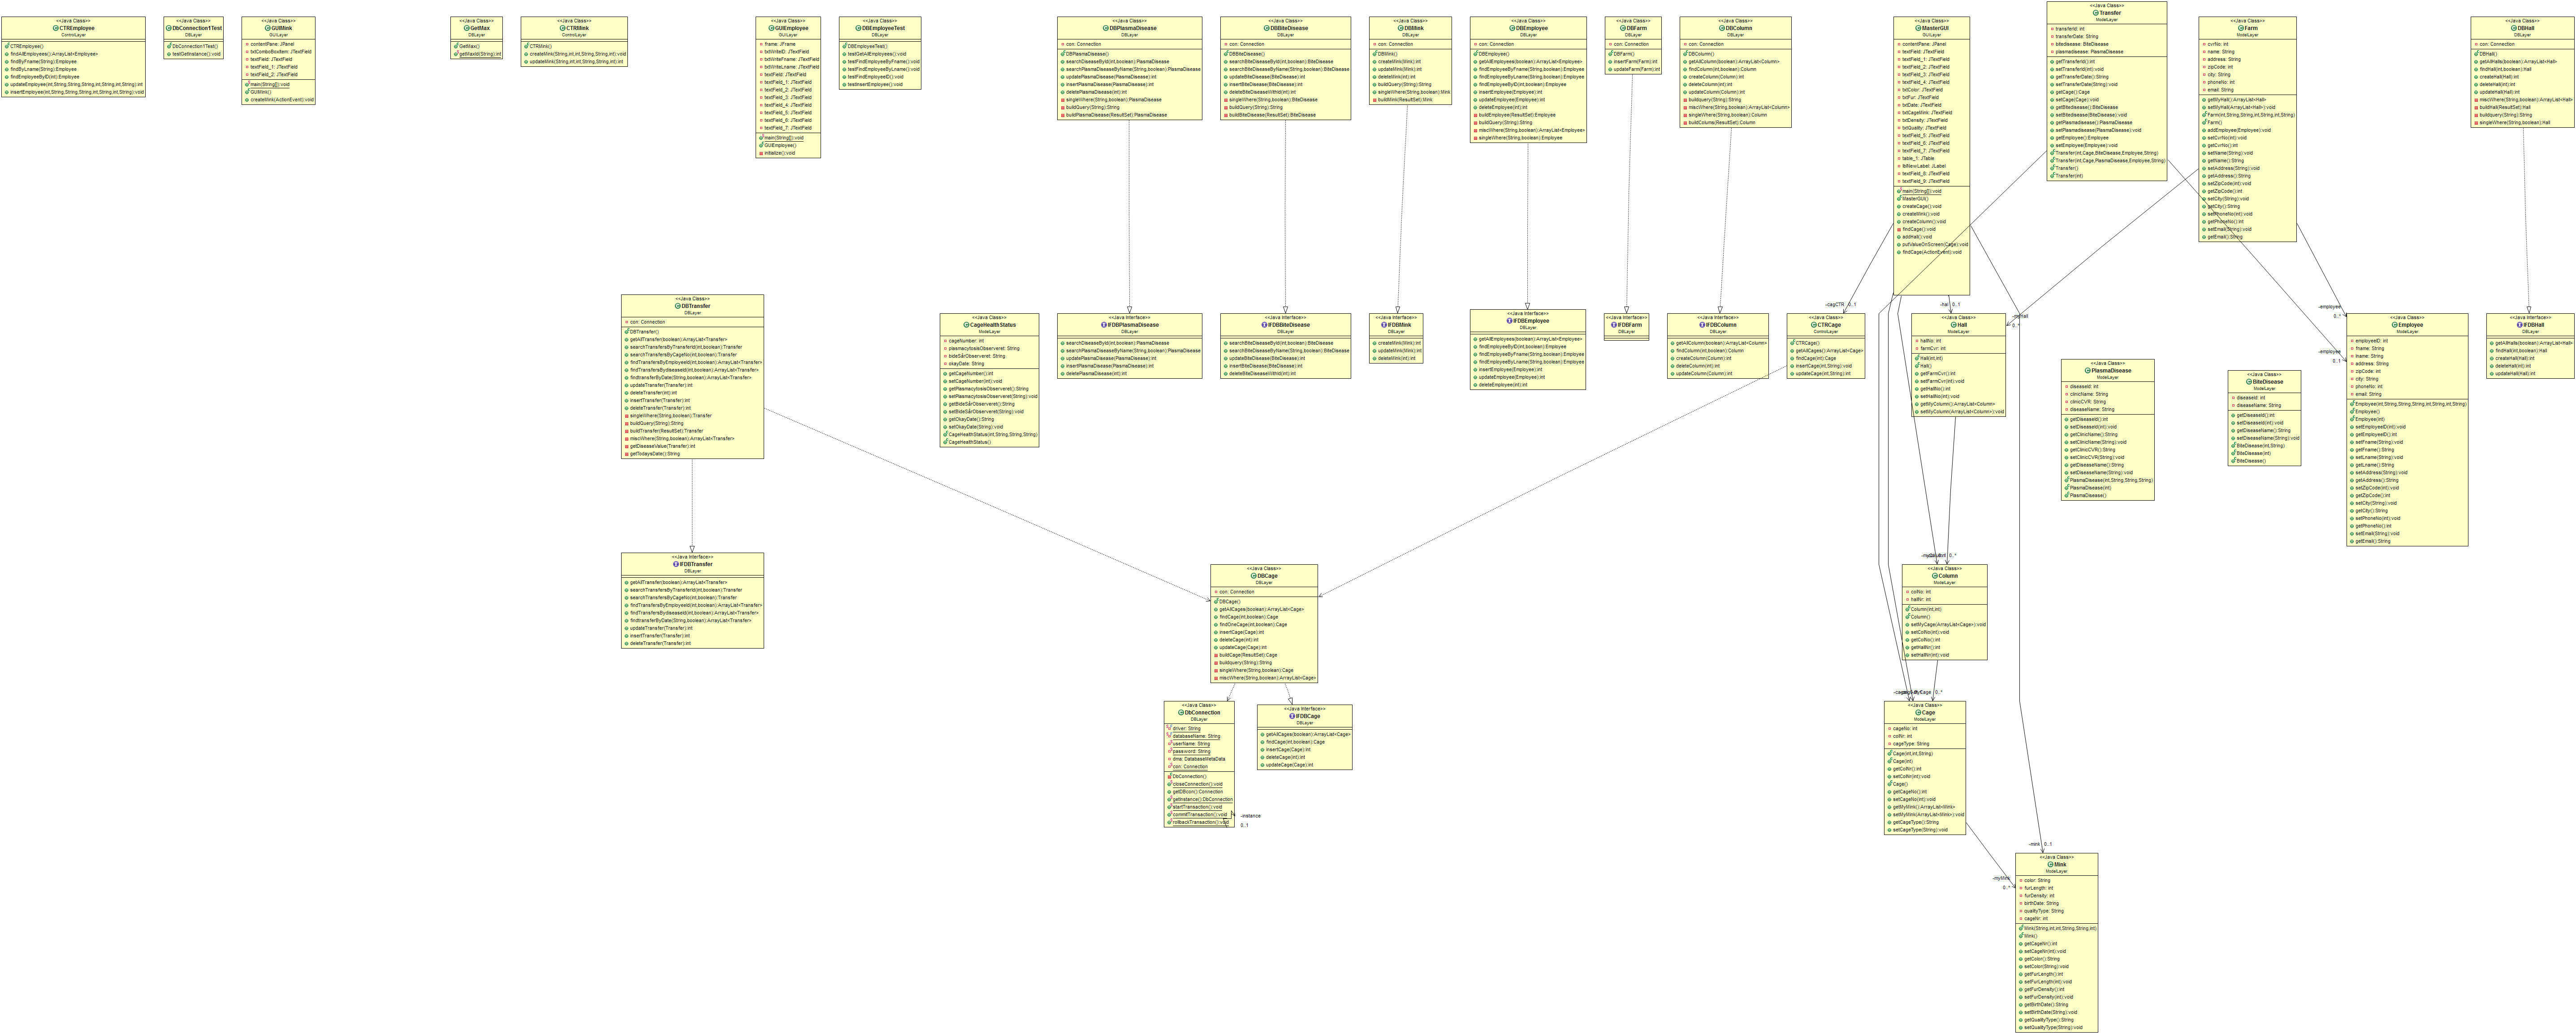 <<Java Class>>
CTREmployee
ControlLayer
CTREmployee()
findAllEmployees():ArrayList<Employee>
findByFname(String):Employee
findByLname(String):Employee
findEmployeeByID(int):Employee
updateEmployee(int,String,String,String,int,String,int,String):int
insertEmployee(int,String,String,String,int,String,int,String):void
<<Java Class>>
DbConnection1Test
DBLayer
DbConnection1Test()
testGetInstance():void
<<Java Class>>
GUIMink
GUILayer
contentPane: JPanel
txtComboBoxItem: JTextField
textField: JTextField
textField_1: JTextField
textField_2: JTextField
main(String[]):void
GUIMink()
createMink(ActionEvent):void
<<Java Class>>
GetMax
DBLayer
GetMax()
getMaxId(String):int
<<Java Class>>
CTRMink
ControlLayer
CTRMink()
createMink(String,int,int,String,String,int):void
updateMink(String,int,int,String,String,int):int
<<Java Class>>
GUIEmployee
GUILayer
frame: JFrame
txtWriteID: JTextField
txtWriteFname: JTextField
txtWriteLname: JTextField
textField: JTextField
textField_1: JTextField
textField_2: JTextField
textField_3: JTextField
textField_4: JTextField
textField_5: JTextField
textField_6: JTextField
textField_7: JTextField
main(String[]):void
GUIEmployee()
initialize():void
<<Java Class>>
DBEmployeeTest
DBLayer
DBEmployeeTest()
testGetAllEmployees():void
testFindEmployeeByFname():void
testFindEmployeeByLname():void
testFindEmployeeID():void
testInsertEmployee():void
<<Java Class>>
DBPlasmaDisease
DBLayer
con: Connection
DBPlasmaDisease()
searchDiseaseById(int,boolean):PlasmaDisease
searchPlasmaDiseaseByName(String,boolean):PlasmaDisease
updatePlasmaDisease(PlasmaDisease):int
insertPlasmaDisease(PlasmaDisease):int
deletePlasmaDisease(int):int
singleWhere(String,boolean):PlasmaDisease
buildQuery(String):String
buildPlasmaDisease(ResultSet):PlasmaDisease
<<Java Class>>
DBBiteDisease
DBLayer
con: Connection
DBBiteDisease()
searchBiteDiseaseById(int,boolean):BiteDisease
searchBiteDiseaseByName(String,boolean):BiteDisease
updateBiteDisease(BiteDisease):int
insertBiteDisease(BiteDisease):int
deleteBiteDiseaseWithId(int):int
singleWhere(String,boolean):BiteDisease
buildQuery(String):String
buildBiteDisease(ResultSet):BiteDisease
<<Java Class>>
DBMink
DBLayer
con: Connection
DBMink()
createMink(Mink):int
updateMink(Mink):int
deleteMink(int):int
buildQuery(String):String
singleWhere(String,boolean):Mink
buildMink(ResultSet):Mink
<<Java Class>>
DBEmployee
DBLayer
con: Connection
DBEmployee()
getAllEmployees(boolean):ArrayList<Employee>
findEmployeeByFname(String,boolean):Employee
findEmployeeByLname(String,boolean):Employee
findEmployeeByID(int,boolean):Employee
insertEmployee(Employee):int
updateEmployee(Employee):int
deleteEmployee(int):int
buildEmployee(ResultSet):Employee
buildQuery(String):String
miscWhere(String,boolean):ArrayList<Employee>
singleWhere(String,boolean):Employee
<<Java Class>>
DBFarm
DBLayer
con: Connection
DBFarm()
insertFarm(Farm):int
updateFarm(Farm):int
<<Java Class>>
DBColumn
DBLayer
con: Connection
DBColumn()
getAllColumn(boolean):ArrayList<Column>
findColumn(int,boolean):Column
createColumn(Column):int
deleteColumn(int):int
updateColumn(Column):int
buildquery(String):String
miscWhere(String,boolean):ArrayList<Column>
singleWhere(String,boolean):Column
buildColums(ResultSet):Column
<<Java Class>>
MasterGUI
GUILayer
contentPane: JPanel
textField: JTextField
textField_1: JTextField
textField_2: JTextField
textField_3: JTextField
textField_4: JTextField
txtColor: JTextField
txtFur: JTextField
txtDate: JTextField
txtCageMink: JTextField
txtDensity: JTextField
txtQuality: JTextField
textField_5: JTextField
textField_6: JTextField
textField_7: JTextField
table_1: JTable
lblNewLabel: JLabel
textField_8: JTextField
textField_9: JTextField
main(String[]):void
MasterGUI()
createCage():void
createMink():void
createColumn():void
findCage():void
addHall():void
putValueOnScreen(Cage):void
findCage(ActionEvent):void
<<Java Class>>
Transfer
ModelLayer
transferId: int
transferDate: String
bitedisease: BiteDisease
plasmadisease: PlasmaDisease
getTransferId():int
setTransferId(int):void
getTransferDate():String
setTransferDate(String):void
getCage():Cage
setCage(Cage):void
getBitedisease():BiteDisease
setBitedisease(BiteDisease):void
getPlasmadisease():PlasmaDisease
setPlasmadisease(PlasmaDisease):void
getEmployee():Employee
setEmployee(Employee):void
Transfer(int,Cage,BiteDisease,Employee,String)
Transfer(int,Cage,PlasmaDisease,Employee,String)
Transfer()
Transfer(int)
<<Java Class>>
Farm
ModelLayer
cvrNo: int
name: String
address: String
zipCode: int
city: String
phoneNo: int
email: String
getMyHall():ArrayList<Hall>
setMyHall(ArrayList<Hall>):void
Farm(int,String,String,int,String,int,String)
Farm()
addEmployee(Employee):void
setCvrNo(int):void
getCvrNo():int
setName(String):void
getName():String
setAddress(String):void
getAddress():String
setZipCode(int):void
getZipCode():int
setCity(String):void
getCity():String
setPhoneNo(int):void
getPhoneNo():int
setEmail(String):void
getEmail():String
<<Java Class>>
DBHall
DBLayer
con: Connection
DBHall()
getAllHalls(boolean):ArrayList<Hall>
findHall(int,boolean):Hall
createHall(Hall):int
deleteHall(int):int
updateHall(Hall):int
miscWhere(String,boolean):ArrayList<Hall>
buildHall(ResultSet):Hall
buildquery(String):String
singleWhere(String,boolean):Hall
<<Java Class>>
DBTransfer
DBLayer
con: Connection
DBTransfer()
getAllTransfer(boolean):ArrayList<Transfer>
searchTransfersByTransferId(int,boolean):Transfer
searchTransfersByCageNo(int,boolean):Transfer
findTransfersByEmployeeId(int,boolean):ArrayList<Transfer>
findTransfersBydiseaseId(int,boolean):ArrayList<Transfer>
findtransferByDate(String,boolean):ArrayList<Transfer>
updateTransfer(Transfer):int
deleteTransfer(int):int
insertTransfer(Transfer):int
deleteTransfer(Transfer):int
singleWhere(String,boolean):Transfer
buildQuery(String):String
buildTransfer(ResultSet):Transfer
miscWhere(String,boolean):ArrayList<Transfer>
getDiseaseValue(Transfer):int
getTodaysDate():String
<<Java Class>>
CageHealthStatus
ModelLayer
cageNumber: int
plasmacytosisObserveret: String
bideSårObserveret: String
okayDate: String
getCageNumber():int
setCageNumber(int):void
getPlasmacytosisObserveret():String
setPlasmacytosisObserveret(String):void
getBideSårObserveret():String
setBideSårObserveret(String):void
getOkayDate():String
setOkayDate(String):void
CageHealthStatus(int,String,String,String)
CageHealthStatus()
<<Java Interface>>
IFDBPlasmaDisease
DBLayer
searchDiseaseById(int,boolean):PlasmaDisease
searchPlasmaDiseaseByName(String,boolean):PlasmaDisease
updatePlasmaDisease(PlasmaDisease):int
insertPlasmaDisease(PlasmaDisease):int
deletePlasmaDisease(int):int
<<Java Interface>>
IFDBBiteDisease
DBLayer
searchBiteDiseaseById(int,boolean):BiteDisease
searchBiteDiseaseByName(String,boolean):BiteDisease
updateBiteDisease(BiteDisease):int
insertBiteDisease(BiteDisease):int
deleteBiteDiseaseWithId(int):int
<<Java Interface>>
IFDBMink
DBLayer
createMink(Mink):int
updateMink(Mink):int
deleteMink(int):int
<<Java Interface>>
IFDBEmployee
DBLayer
getAllEmployees(boolean):ArrayList<Employee>
findEmployeeByID(int,boolean):Employee
findEmployeeByFname(String,boolean):Employee
findEmployeeByLname(String,boolean):Employee
insertEmployee(Employee):int
updateEmployee(Employee):int
deleteEmployee(int):int
<<Java Interface>>
IFDBFarm
DBLayer
<<Java Interface>>
IFDBColumn
DBLayer
getAllColumn(boolean):ArrayList<Column>
findColumn(int,boolean):Column
createColumn(Column):int
deleteColumn(int):int
updateColumn(Column):int
-cagCTR 0..1
<<Java Class>>
CTRCage
ControlLayer
CTRCage()
getAllCages():ArrayList<Cage>
findCage(int):Cage
insertCage(int,String):void
updateCage(int,String):int
-hal 0..1
<<Java Class>>
Hall
ModelLayer
hallNo: int
farmCvr: int
Hall(int,int)
Hall()
getFarmCvr():int
setFarmCvr(int):void
getHallNo():int
setHallNo(int):void
getMyColumn():ArrayList<Column>
setMyColumn(ArrayList<Column>):void
0..*
<<Java Class>>
PlasmaDisease
ModelLayer
diseaseId: int
clinicName: String
clinicCVR: String
diseaseName: String
getDiseaseId():int
setDiseaseId(int):void
getClinicName():String
setClinicName(String):void
getClinicCVR():String
setClinicCVR(String):void
getDiseaseName():String
setDiseaseName(String):void
PlasmaDisease(int,String,String,String)
PlasmaDisease(int)
PlasmaDisease()
<<Java Class>>
BiteDisease
ModelLayer
diseaseId: int
diseaseName: String
getDiseaseId():int
setDiseaseId(int):void
getDiseaseName():String
setDiseaseName(String):void
BiteDisease(int,String)
BiteDisease(int)
BiteDisease()
-employee
0..*
-employee
0..1
<<Java Class>>
Employee
ModelLayer
employeeID: int
fname: String
lname: String
address: String
zipCode: int
city: String
phoneNo: int
email: String
Employee(int,String,String,String,int,String,int,String)
Employee()
Employee(int)
setEmployeeID(int):void
getEmployeeID():int
setFname(String):void
getFname():String
setLname(String):void
getLname():String
setAddress(String):void
getAddress():String
setZipCode(int):void
getZipCode():int
setCity(String):void
getCity():String
setPhoneNo(int):void
getPhoneNo():int
setEmail(String):void
getEmail():String
<<Java Interface>>
IFDBHall
DBLayer
getAllHalls(boolean):ArrayList<Hall>
findHall(int,boolean):Hall
createHall(Hall):int
deleteHall(int):int
updateHall(Hall):int
<<Java Interface>>
IFDBTransfer
DBLayer
getAllTransfer(boolean):ArrayList<Transfer>
searchTransfersByTransferId(int,boolean):Transfer
searchTransfersByCageNo(int,boolean):Transfer
findTransfersByEmployeeId(int,boolean):ArrayList<Transfer>
findTransfersBydiseaseId(int,boolean):ArrayList<Transfer>
findtransferByDate(String,boolean):ArrayList<Transfer>
updateTransfer(Transfer):int
insertTransfer(Transfer):int
deleteTransfer(Transfer):int
<<Java Class>>
DBCage
DBLayer
con: Connection
DBCage()
getAllCages(boolean):ArrayList<Cage>
findCage(int,boolean):Cage
findOneCage(int,boolean):Cage
insertCage(Cage):int
deleteCage(int):int
updateCage(Cage):int
buildCage(ResultSet):Cage
buildquery(String):String
singleWhere(String,boolean):Cage
miscWhere(String,boolean):ArrayList<Cage>
0..*
<<Java Class>>
Column
ModelLayer
colNo: int
hallNr: int
Column(int,int)
Column()
setMyCage(ArrayList<Cage>):void
setColNo(int):void
getColNo():int
getHallNr():int
setHallNr(int):void
<<Java Class>>
DbConnection
DBLayer
driver: String
databaseName: String
userName: String
password: String
dma: DatabaseMetaData
con: Connection
DbConnection()
closeConnection():void
getDBcon():Connection
getInstance():DbConnection
startTransaction():void
commitTransaction():void
rollbackTransaction():void
-instance
0..1
<<Java Interface>>
IFDBCage
DBLayer
getAllCages(boolean):ArrayList<Cage>
findCage(int,boolean):Cage
insertCage(Cage):int
deleteCage(int):int
updateCage(Cage):int
0..*
<<Java Class>>
Cage
ModelLayer
cageNo: int
colNr: int
cageType: String
Cage(int,int,String)
Cage(int)
getColNr():int
setColNr(int):void
Cage()
getCageNo():int
setCageNo(int):void
getMyMink():ArrayList<Mink>
setMyMink(ArrayList<Mink>):void
getCageType():String
setCageType(String):void
-mink 0..1
-myMink
0..*
<<Java Class>>
Mink
ModelLayer
color: String
furLength: int
furDensity: int
birthDate: String
qualityType: String
cageNr: int
Mink(String,int,int,String,String,int)
Mink()
getCageNr():int
setCageNr(int):void
getColor():String
setColor(String):void
getFurLength():int
setFurLength(int):void
getFurDensity():int
setFurDensity(int):void
getBirthDate():String
setBirthDate(String):void
getQualityType():String
setQualityType(String):void